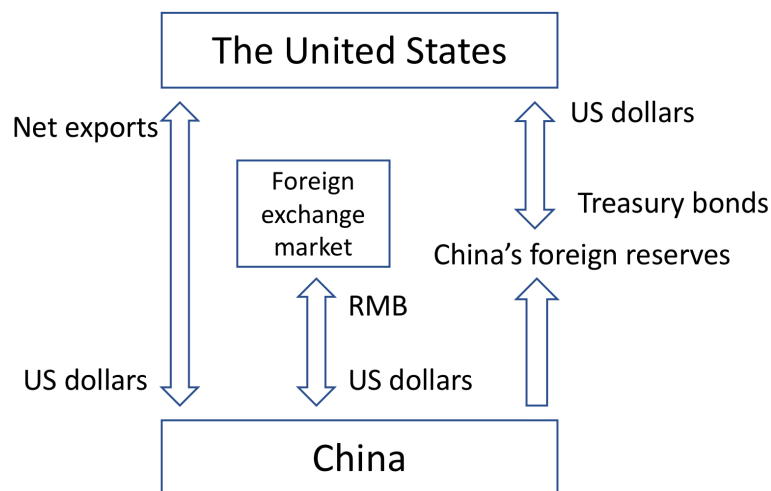 The United States
Net exports
US dollars
Foreign
exchange
market
Treasury bonds
China's foreign reserves
RMB
US dollars
US dollars
China